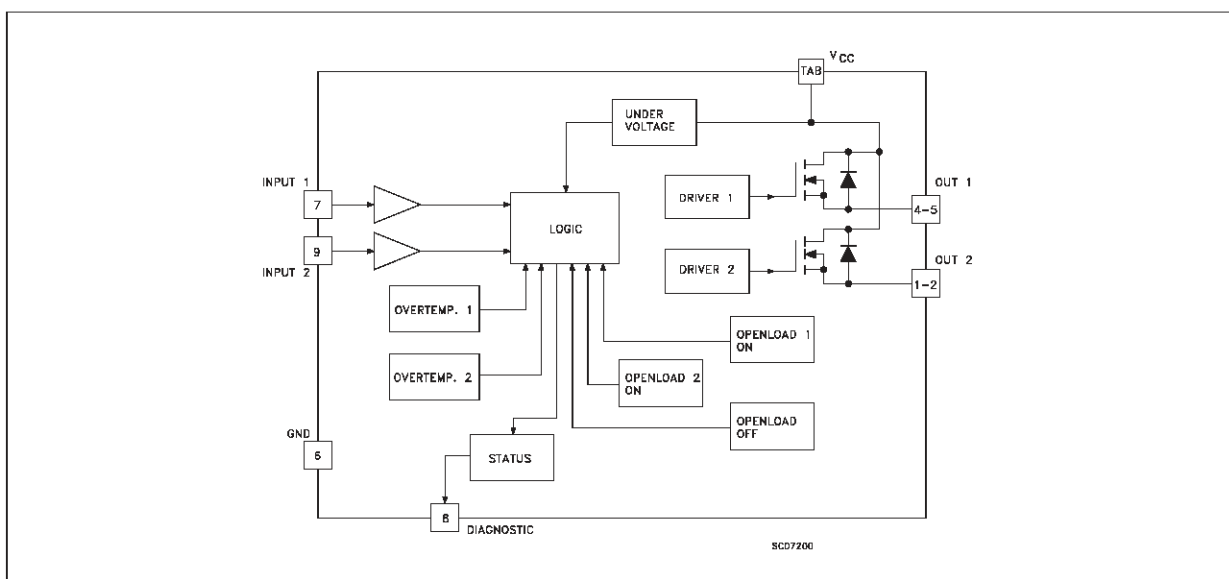 VCC
TAB
UNDER
VOLTAGE
INPUT 1
7
9
INPUT 2
LOGIC
DRIVER 1
OUT 1
4-5
DRIVER 2
OUT 2
1-2
OVERTEMP. 1
OVERTEMP. 2
OPENLOAD 1
ON
OPENLOAD 2
ON
OPENLOAD
OFF
GND
STATUS
DIAGNOSTIC
SC07200